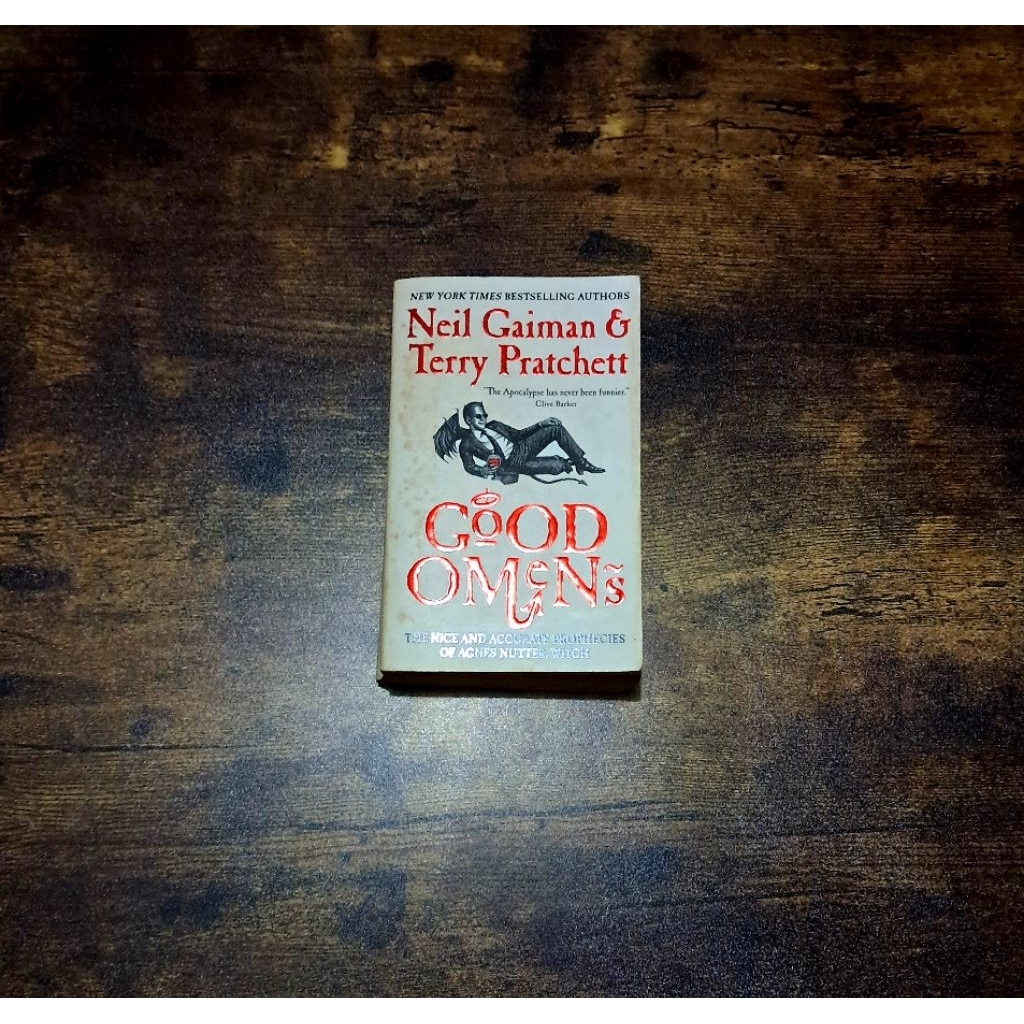 NEW YORK TIMES BESTSELLING AUTHORS
Neil Gaiman &
Terry Pratchett
"The Apocalypse has never been funnier."
Clive Barker
GOOD
OMENS
THE NICE AND ACCURATE PROPHECIES
OF AGNES NUTTER, WITCH